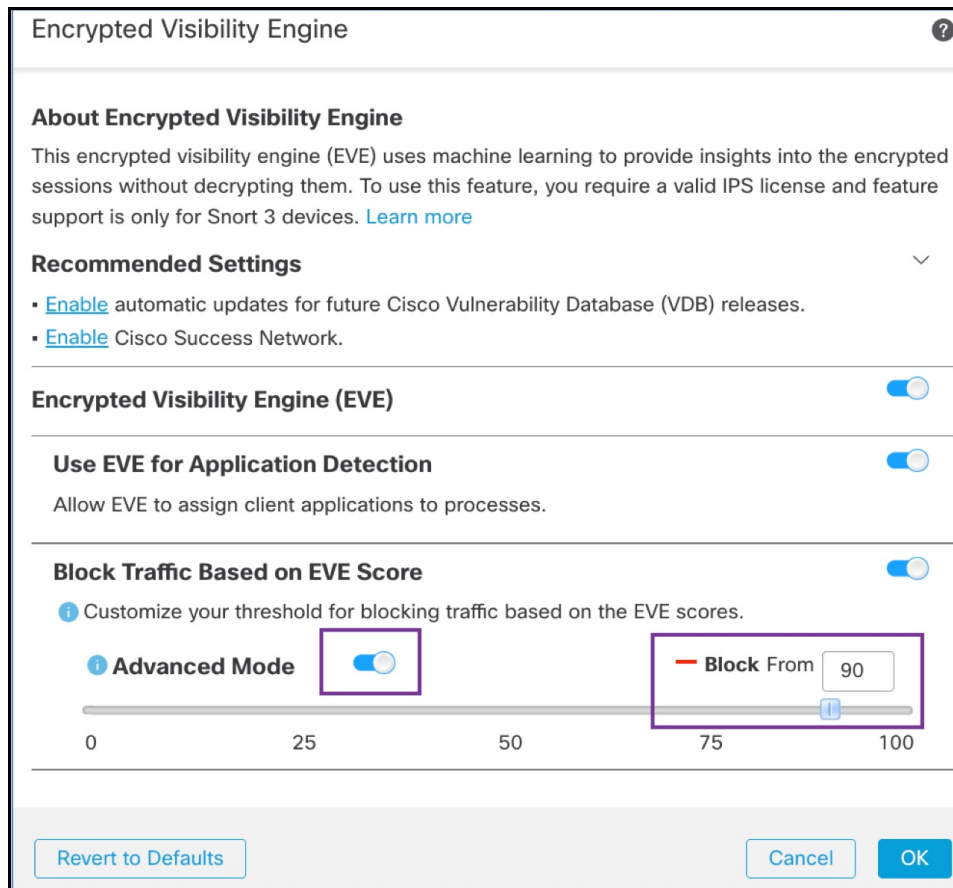 Encrypted Visibility Engine
?
About Encrypted Visibility Engine
This encrypted visibility engine (EVE) uses machine learning to provide insights into the encrypted
sessions without decrypting them. To use this feature, you require a valid IPS license and feature
support is only for Snort 3 devices. Learn more
Recommended Settings
▪ Enable automatic updates for future Cisco Vulnerability Database (VDB) releases.
▪ Enable Cisco Success Network.
Encrypted Visibility Engine (EVE)
Use EVE for Application Detection
Allow EVE to assign client applications to processes.
Block Traffic Based on EVE Score
i Customize your threshold for blocking traffic based on the EVE scores.
i Advanced Mode Block From 90
0 25 50 75 100
Revert to Defaults Cancel OK